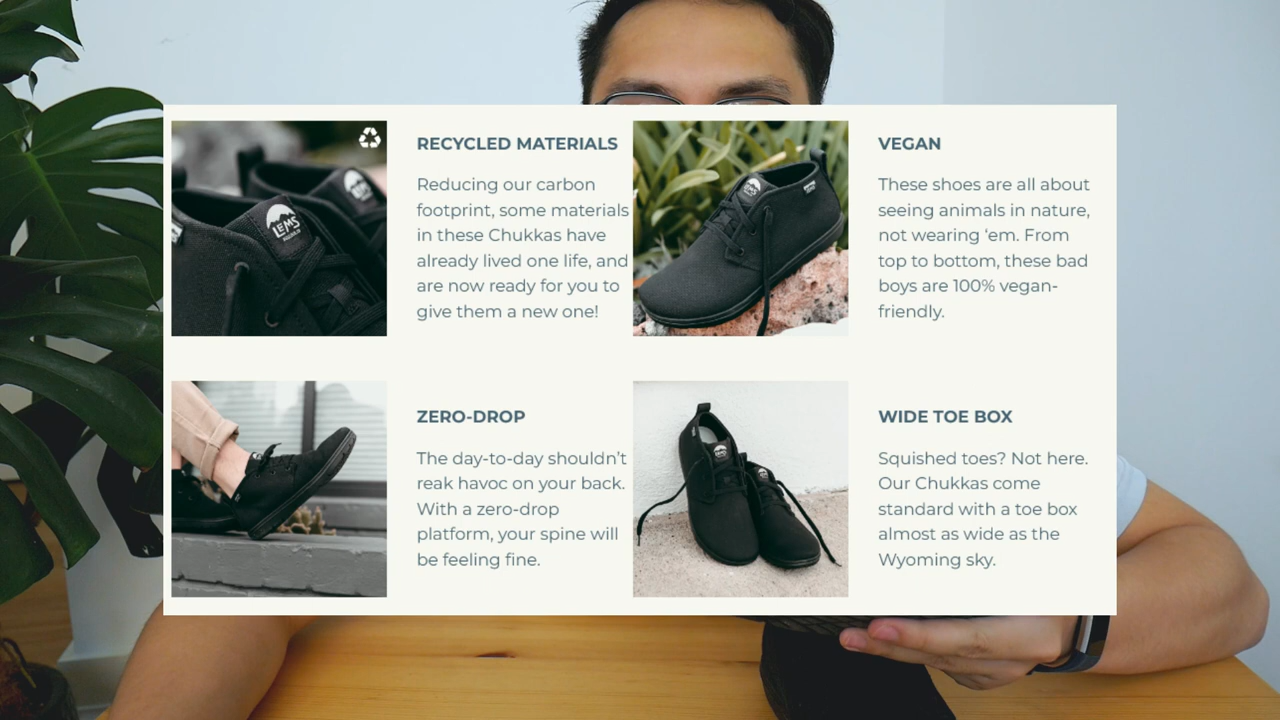 RECYCLED MATERIALS
Reducing our carbon
footprint, some materials
in these Chukkas have
already lived one life, and
are now ready for you to
give them a new one!
VEGAN
These shoes are all about
seeing animals in nature,
not wearing ‘em. From
top to bottom, these bad
boys are 100% vegan-
friendly.
ZERO-DROP
The day-to-day shouldn’t
reak havoc on your back.
With a zero-drop
platform, your spine will
be feeling fine.
WIDE TOE BOX
Squished toes? Not here.
Our Chukkas come
standard with a toe box
almost as wide as the
Wyoming sky.
LEMS